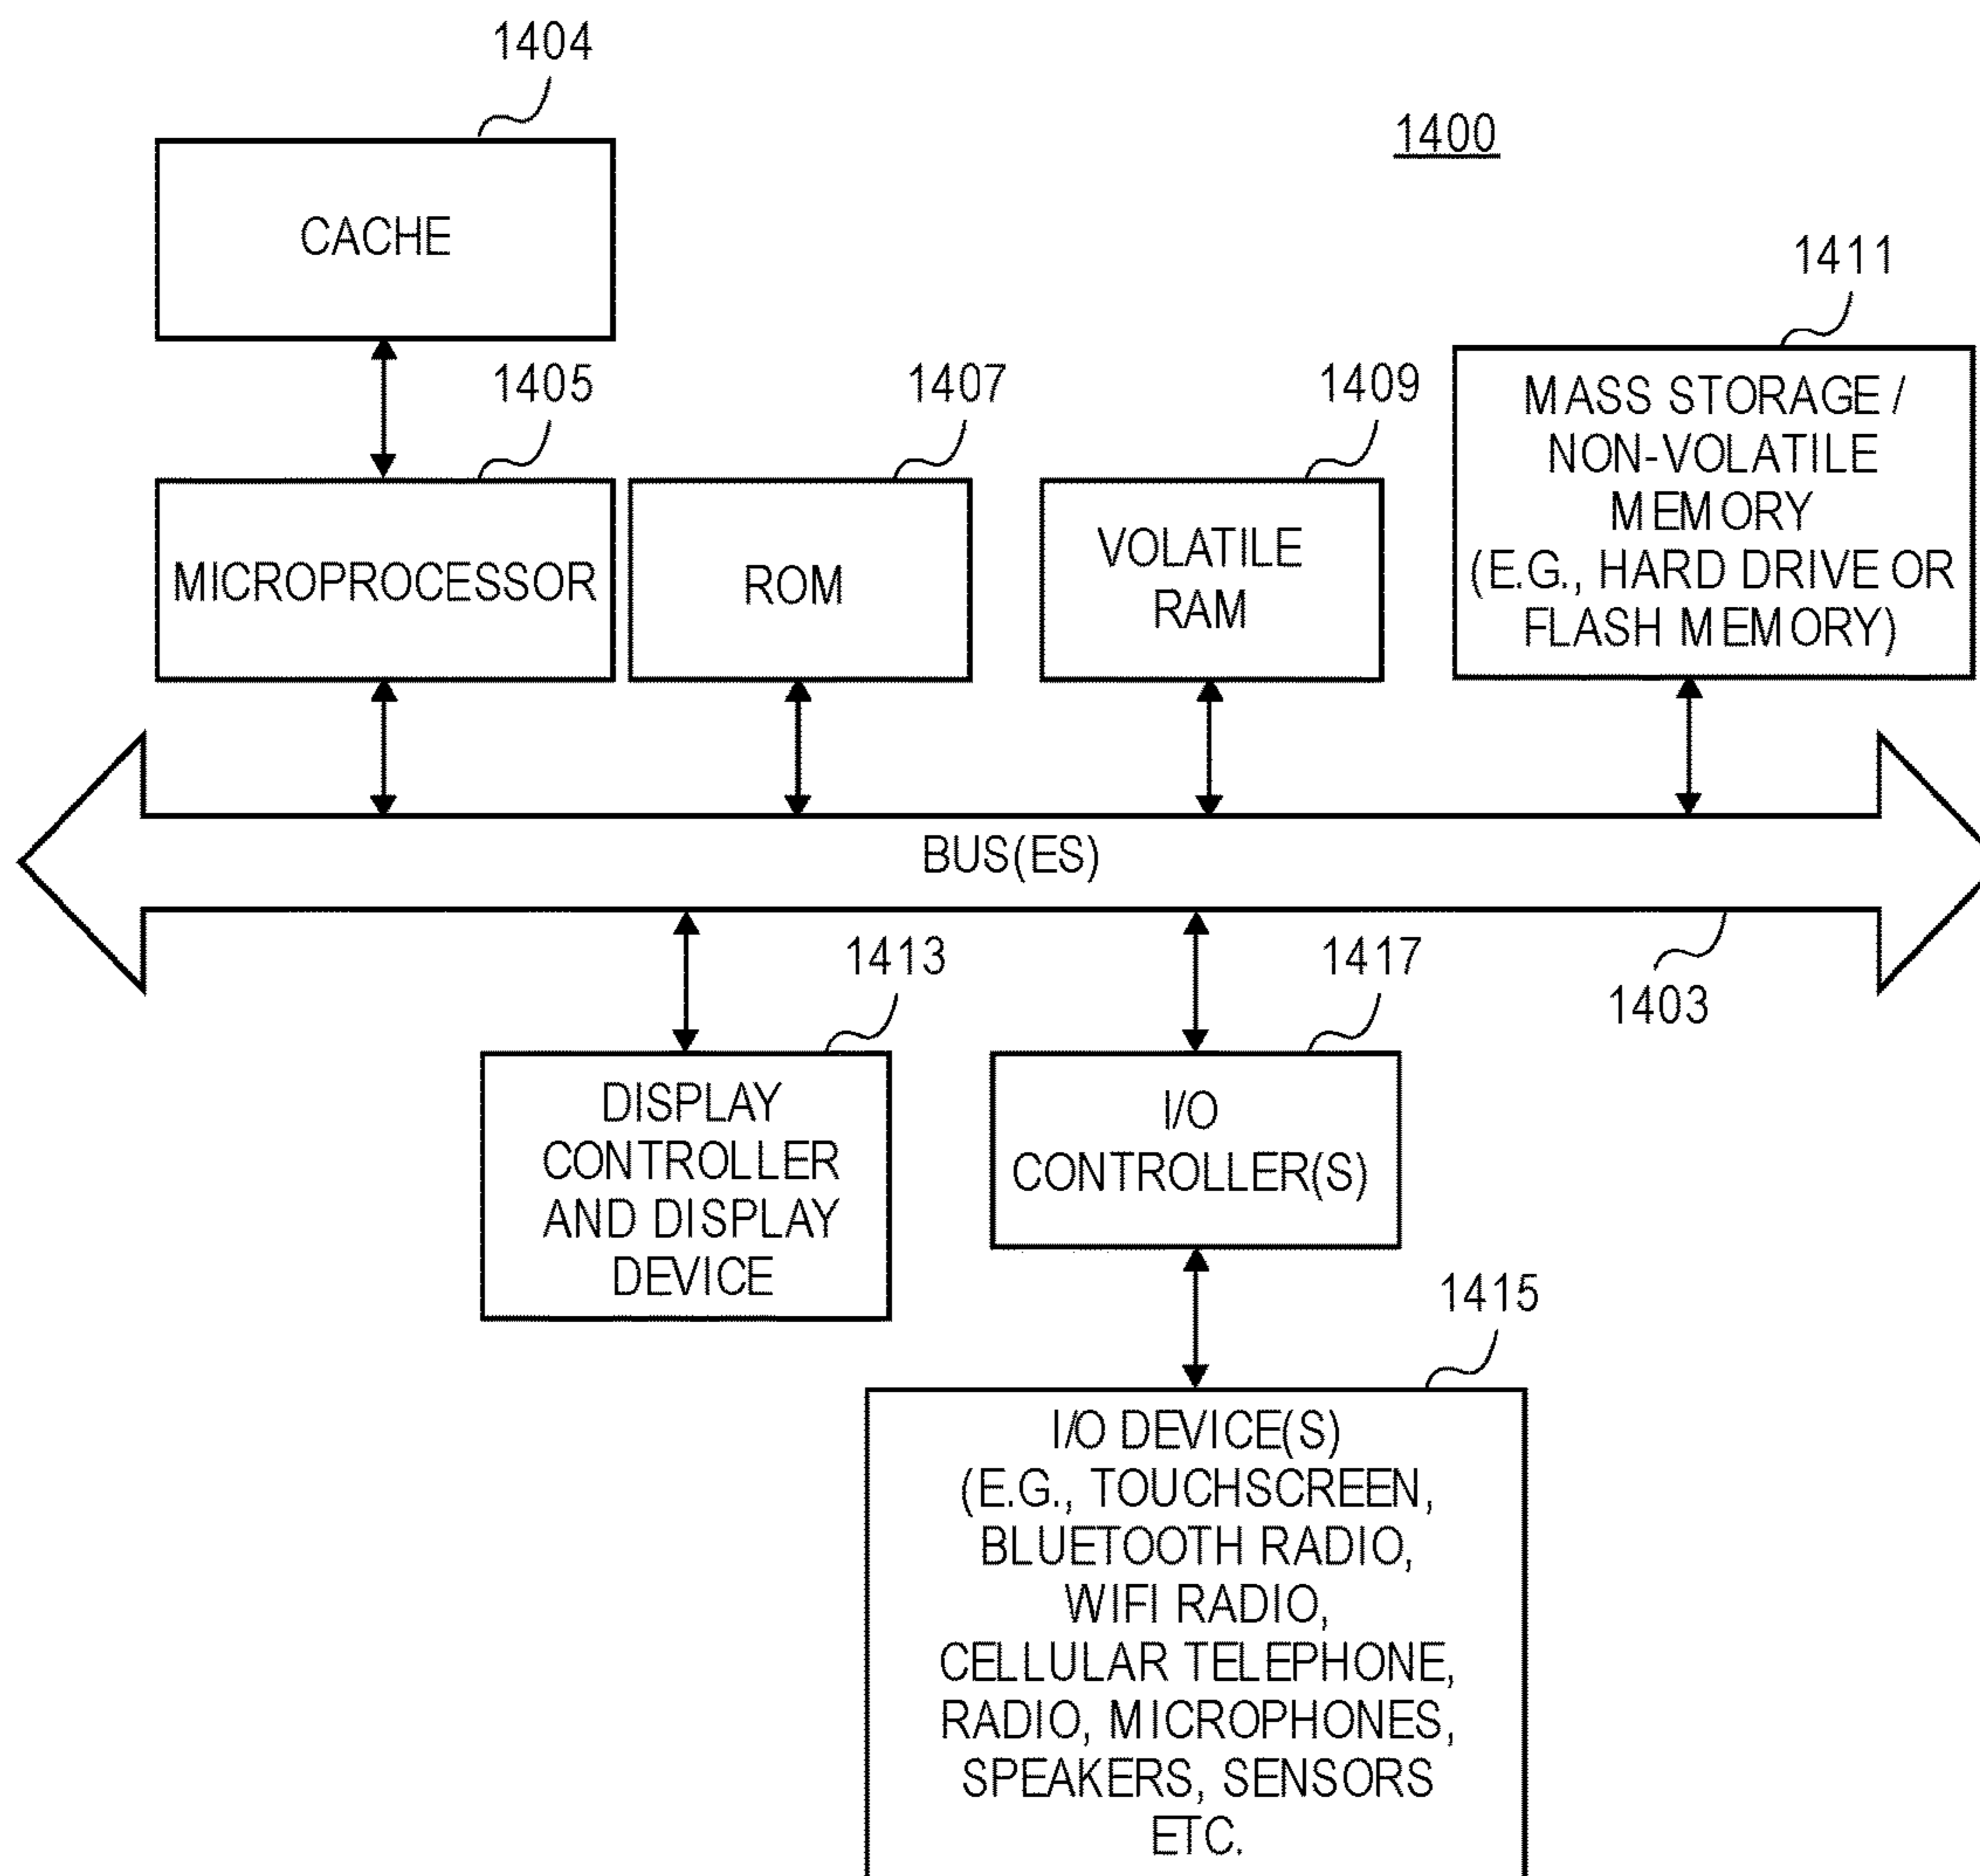 1404
1400
CACHE
1411
1405
1407
1409
MASS STORAGE /
NON-VOLATILE
MEMORY
(E.G., HARD DRIVE OR
FLASH MEMORY)
MICROPROCESSOR
ROM
VOLATILE
RAM
BUS(ES)
1413
1417
1403
DISPLAY
CONTROLLER
AND DISPLAY
DEVICE
I/O
CONTROLLER(S)
1415
I/O DEVICE(S)
(E.G., TOUCHSCREEN,
BLUETOOTH RADIO,
WIFI RADIO,
CELLULAR TELEPHONE,
RADIO, MICROPHONES,
SPEAKERS, SENSORS
ETC.